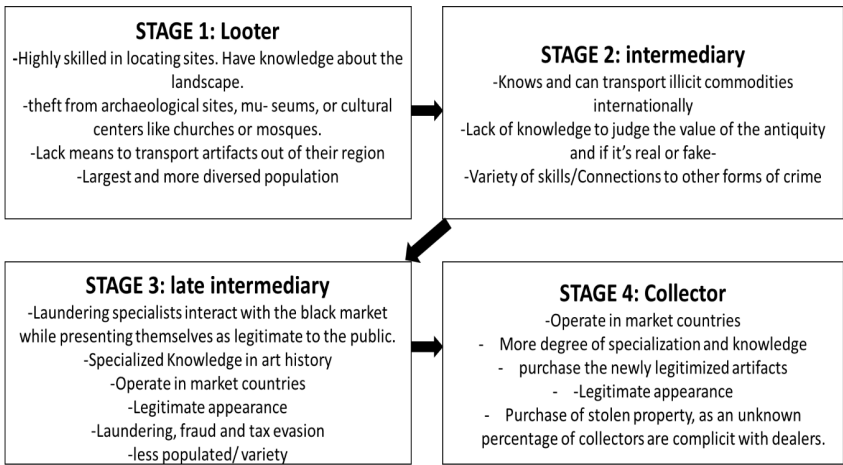 STAGE 1: Looter
-Highly skilled in locating sites. Have knowledge about the
landscape.
-theft from archaeological sites, mu- seums, or cultural
centers like churches or mosques.
-Lack means to transport artifacts out of their region
-Largest and more diversed population
STAGE 2: intermediary
-Knows and can transport illicit commodities
internationally
-Lack of knowledge to judge the value of the antiquity
and if it's real or fake-
-Variety of skills/Connections to other forms of crime
STAGE 3: late intermediary
-Laundering specialists interact with the black market
while presenting themselves as legitimate to the public.
-Specialized Knowledge in art history
-Operate in market countries
-Legitimate appearance
-Laundering, fraud and tax evasion
-less populated/ variety
STAGE 4: Collector
-Operate in market countries
- More degree of specialization and knowledge
- purchase the newly legitimized artifacts
- -Legitimate appearance
- Purchase of stolen property, as an unknown
percentage of collectors are complicit with dealers.